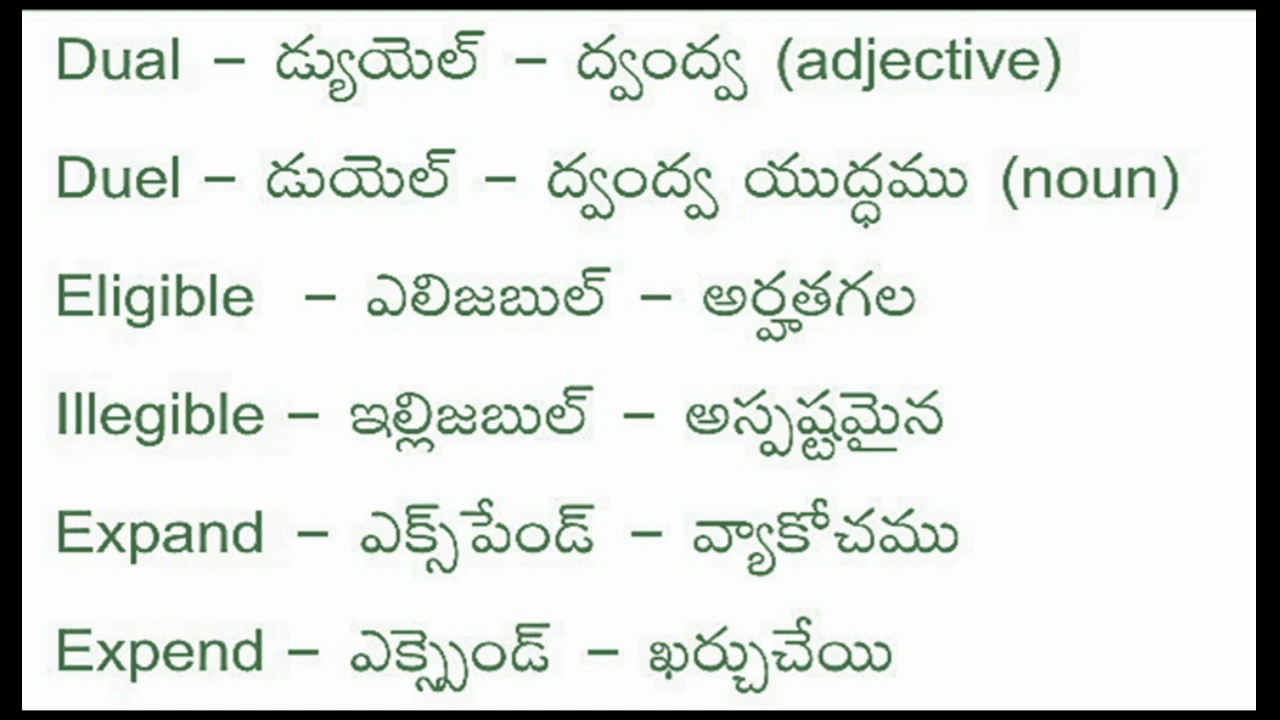 Dual – డ్యుయెల్ – ద్వంద్వ (adjective)
Duel – డుయెల్ – ద్వంద్వ యుద్ధము (noun)
Eligible – ఎలిజబుల్ – అర్హతగల
Illegible – ఇల్లిజబుల్ – అస్పష్టమైన
Expand – ఎక్స్‌పేండ్ – వ్యాకోచము
Expend – ఎక్స్పెండ్ – ఖర్చుచేయి